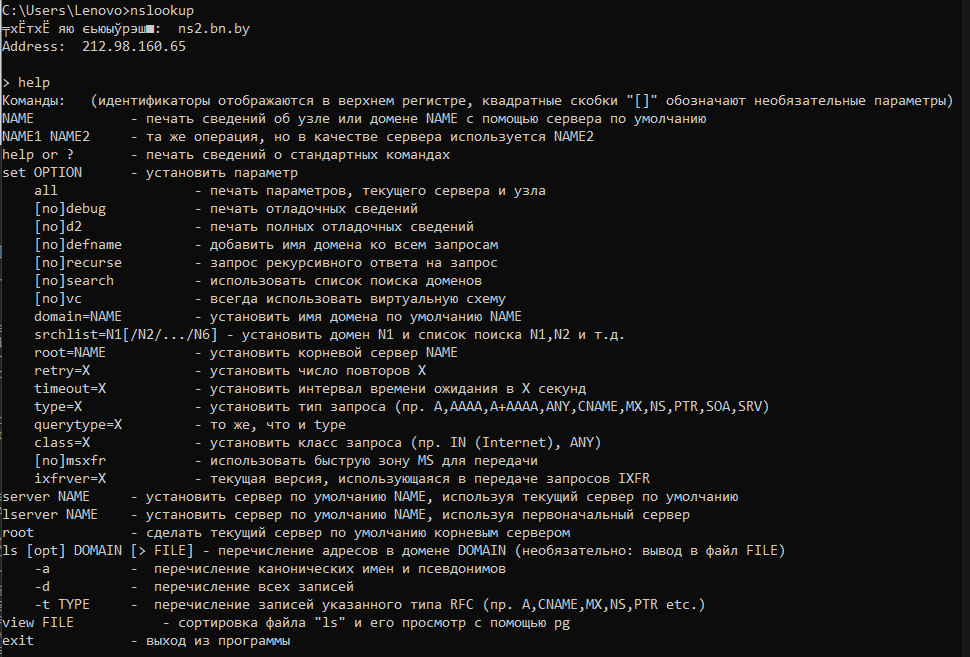 C:\Users\Lenovo>nslookup
╤хЁтхЁ яю єьюыўрэш■:  ns2.bn.by
Address:  212.98.160.65
> help
Команды:   (идентификаторы отображаются в верхнем регистре, квадратные скобки "[]" обозначают необязательные параметры)
NAME            - печать сведений об узле или домене NAME с помощью сервера по умолчанию
NAME1 NAME2     - та же операция, но в качестве сервера используется NAME2
help or ?       - печать сведений о стандартных командах
set OPTION      - установить параметр
    all                 - печать параметров, текущего сервера и узла
    [no]debug           - печать отладочных сведений
    [no]d2              - печать полных отладочных сведений
    [no]defname         - добавить имя домена ко всем запросам
    [no]recurse         - запрос рекурсивного ответа на запрос
    [no]search          - использовать список поиска доменов
    [no]vc              - всегда использовать виртуальную схему
    domain=NAME         - установить имя домена по умолчанию NAME
    srchlist=N1[/N2/.../N6] - установить домен N1 и список поиска N1,N2 и т.д.
    root=NAME           - установить корневой сервер NAME
    retry=X             - установить число повторов X
    timeout=X           - установить интервал времени ожидания в X секунд
    type=X              - установить тип запроса (пр. A,AAAA,A+AAAA,ANY,CNAME,MX,NS,PTR,SOA,SRV)
    querytype=X         - то же, что и type
    class=X             - установить класс запроса (пр. IN (Internet), ANY)
    [no]msxfr           - использовать быструю зону MS для передачи
    ixfrver=X           - текущая версия, использующаяся в передаче запросов IXFR
server NAME     - установить сервер по умолчанию NAME, используя текущий сервер по умолчанию
lserver NAME    - установить сервер по умолчанию NAME, используя первоначальный сервер
root            - сделать текущий сервер по умолчанию корневым сервером
ls [opt] DOMAIN [> FILE] - перечисление адресов в домене DOMAIN (необязательно: вывод в файл FILE)
    -a          -  перечисление канонических имен и псевдонимов
    -d          -  перечисление всех записей
    -t TYPE     -  перечисление записей указанного типа RFC (пр. A,CNAME,MX,NS,PTR etc.)
view FILE           - сортировка файла "ls" и его просмотр с помощью pg
exit            - выход из программы